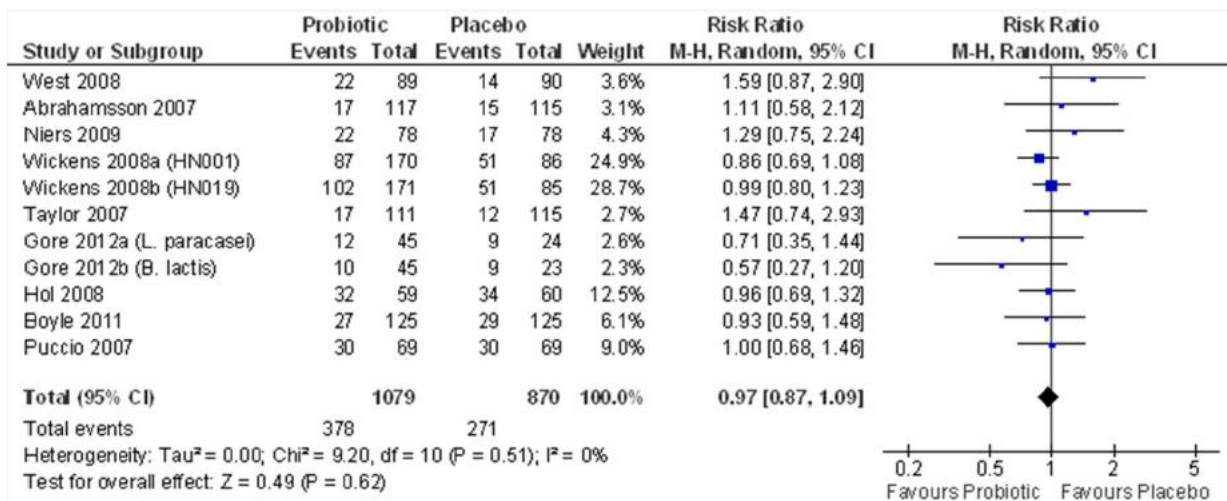 Probiotic Placebo Risk Ratio Risk Ratio
Study or Subgroup Events Total Events Total Weight M-H, Random, 95% CI M-H, Random, 95% CI
West 2008 22 89 14 90 3.6% 1.59 [0.87, 2.90]
Abrahamsson 2007 17 117 15 115 3.1% 1.11 [0.58, 2.12]
Niers 2009 22 78 17 78 4.3% 1.29 [0.75, 2.24]
Wickens 2008a (HN001) 87 170 51 86 24.9% 0.86 [0.69, 1.08]
Wickens 2008b (HN019) 102 171 51 85 28.7% 0.99 [0.80, 1.23]
Taylor 2007 17 111 12 115 2.7% 1.47 [0.74, 2.93]
Gore 2012a (L. paracasei) 12 45 9 24 2.6% 0.71 [0.35, 1.44]
Gore 2012b (B. lactis) 10 45 9 23 2.3% 0.57 [0.27, 1.20]
Hol 2008 32 59 34 60 12.5% 0.96 [0.69, 1.32]
Boyle 2011 27 125 29 125 6.1% 0.93 [0.59, 1.48]
Puccio 2007 30 69 30 69 9.0% 1.00 [0.68, 1.46]
Total (95% CI) 1079 870 100.0% 0.97 [0.87, 1.09]
Total events 378 271
Heterogeneity: Tau² = 0.00; Chi² = 9.20, df = 10 (P = 0.51); I² = 0%
Test for overall effect: Z = 0.49 (P = 0.62)
0.2 0.5 1 2 5
Favours Probiotic Favours Placebo